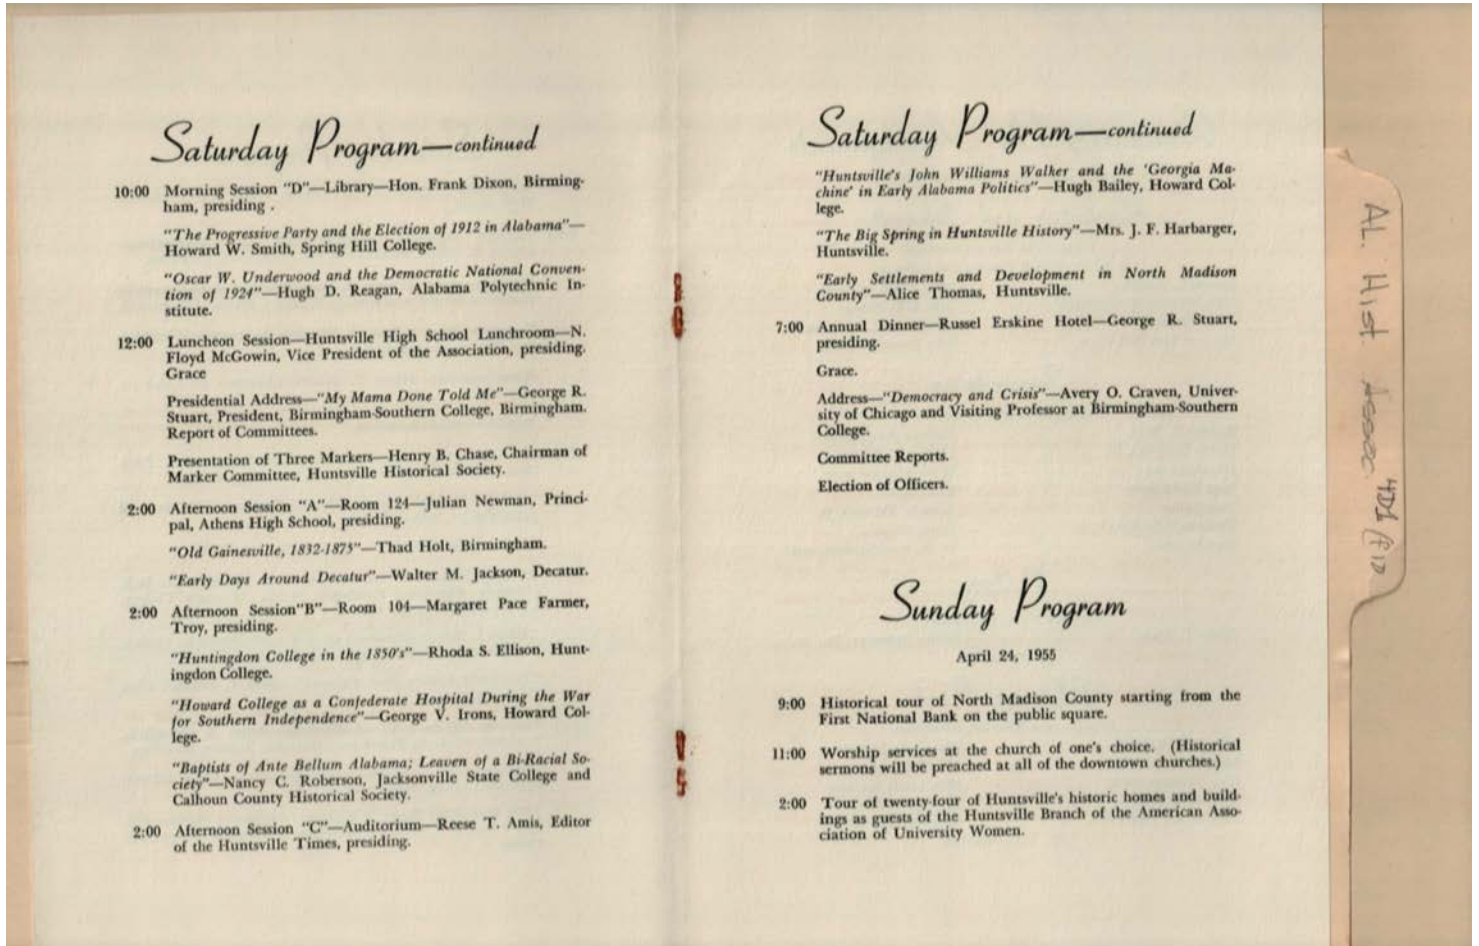 Saturday Program—continued
10:00 Morning Session "D"—Library—Hon. Frank Dixon, Birming-
ham, presiding .
"The Progressive Party and the Election of 1912 in Alabama"—
Howard W. Smith, Spring Hill College.
"Oscar W. Underwood and the Democratic National Conven-
tion of 1924"—Hugh D. Reagan, Alabama Polytechnic In-
stitute.
12:00 Luncheon Session—Huntsville High School Lunchroom—N.
Floyd McGowin, Vice President of the Association, presiding.
Grace
Presidential Address—"My Mama Done Told Me"—George R.
Stuart, President, Birmingham-Southern College, Birmingham.
Report of Committees.
Presentation of Three Markers—Henry B. Chase, Chairman of
Marker Committee, Huntsville Historical Society.
2:00 Afternoon Session "A"—Room 124—Julian Newman, Princi-
pal, Athens High School, presiding.
"Old Gainesville, 1832-1875"—Thad Holt, Birmingham.
"Early Days Around Decatur"—Walter M. Jackson, Decatur.
2:00 Afternoon Session"B"—Room 104—Margaret Pace Farmer,
Troy, presiding.
"Huntingdon College in the 1850's"—Rhoda S. Ellison, Hunt-
ingdon College.
"Howard College as a Confederate Hospital During the War
for Southern Independence"—George V. Irons, Howard Col-
lege.
"Baptists of Ante Bellum Alabama; Leaven of a Bi-Racial So-
ciety"—Nancy C. Roberson, Jacksonville State College and
Calhoun County Historical Society.
2:00 Afternoon Session "C"—Auditorium—Reese T. Amis, Editor
of the Huntsville Times, presiding.
Saturday Program—continued
"Huntsville's John Williams Walker and the 'Georgia Ma-
chine' in Early Alabama Politics"—Hugh Bailey, Howard Col-
lege.
"The Big Spring in Huntsville History"—Mrs. J. F. Harbarger,
Huntsville.
"Early Settlements and Development in North Madison
County"—Alice Thomas, Huntsville.
7:00 Annual Dinner—Russel Erskine Hotel—George R. Stuart,
presiding.
Grace.
Address—"Democracy and Crisis"—Avery O. Craven, Univer-
sity of Chicago and Visiting Professor at Birmingham-Southern
College.
Committee Reports.
Election of Officers.
Sunday Program
April 24, 1955
9:00 Historical tour of North Madison County starting from the
First National Bank on the public square.
11:00 Worship services at the church of one's choice. (Historical
sermons will be preached at all of the downtown churches.)
2:00 Tour of twenty-four of Huntsville's historic homes and build-
ings as guests of the Huntsville Branch of the American Asso-
ciation of University Women.
AL. Hist. Assoc.